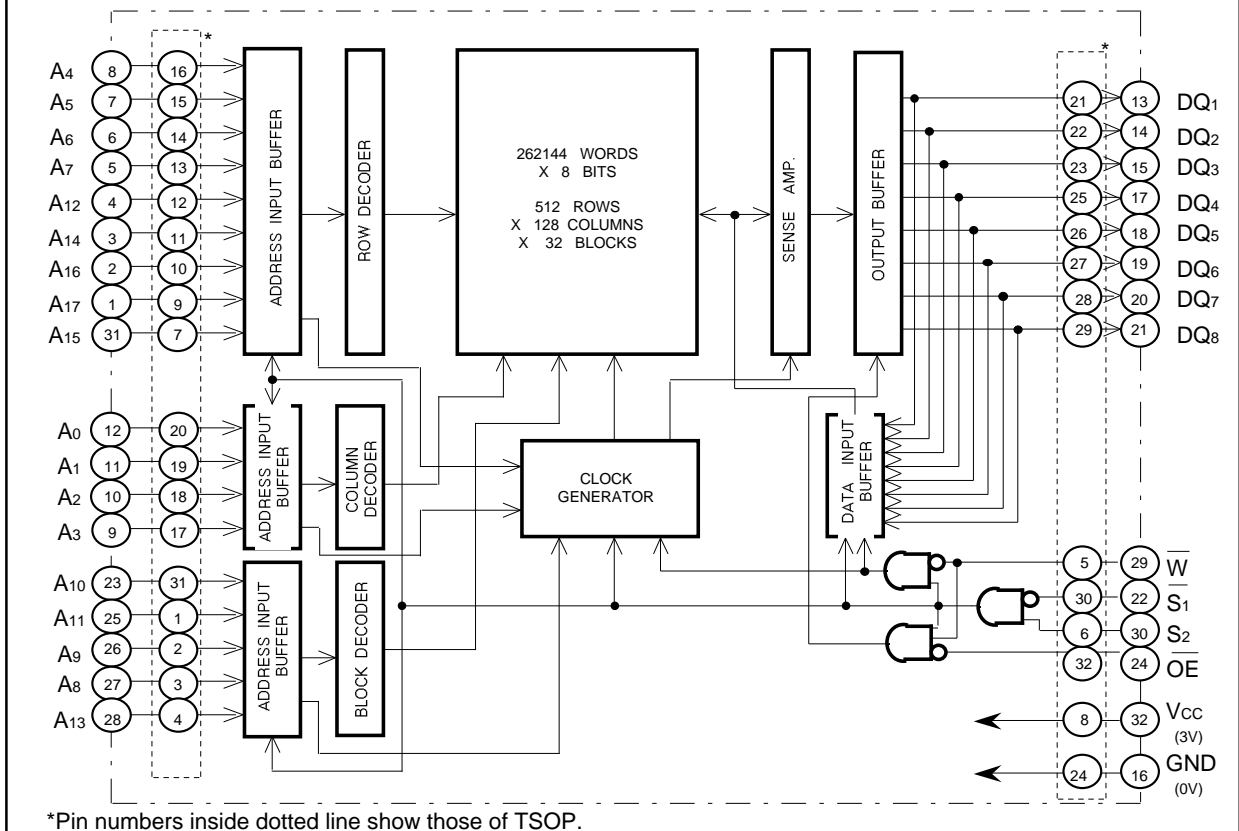 *
*
A4 8 16
A5 7 15
A6 6 14
A7 5 13
A12 4 12
A14 3 11
A16 2 10
A17 1 9
A15 31 7
ADDRESS INPUT BUFFER
ROW DECODER
262144 WORDS
X 8 BITS
512 ROWS
X 128 COLUMNS
X 32 BLOCKS
SENSE AMP.
OUTPUT BUFFER
21 13 DQ1
22 14 DQ2
23 15 DQ3
25 17 DQ4
26 18 DQ5
27 19 DQ6
28 20 DQ7
29 21 DQ8
A0 12 20
A1 11 19
A2 10 18
A3 9 17
ADDRESS INPUT
BUFFER
COLUMN
DECODER
CLOCK
GENERATOR
DATA INPUT
BUFFER
A10 23 31
A11 25 1
A9 26 2
A8 27 3
A13 28 4
ADDRESS INPUT
BUFFER
BLOCK DECODER
5 29 W̅
30 22 S̅1
6 30 S2
32 24 O̅E̅
8 32 VCC
(3V)
24 16 GND
(0V)
*Pin numbers inside dotted line show those of TSOP.